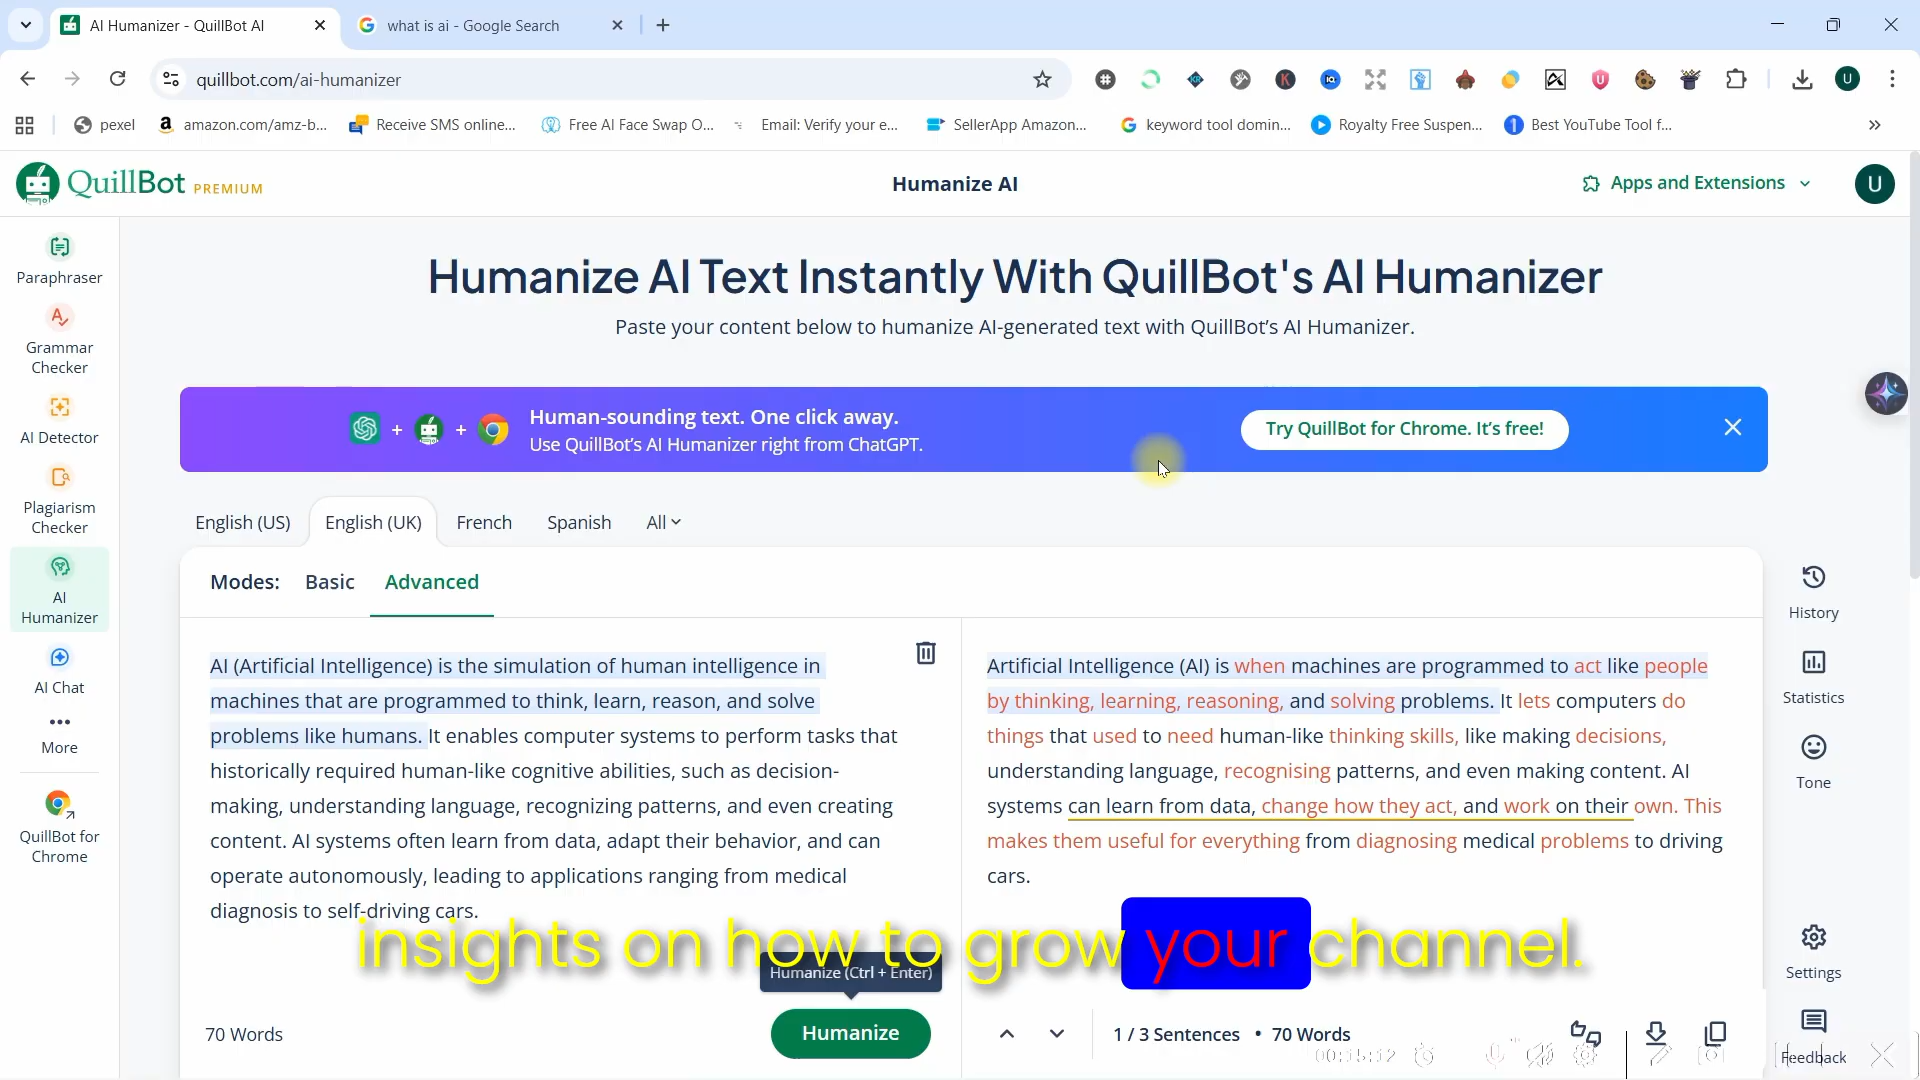 AI Humanizer - QuillBot AI
what is ai - Google Search
quillbot.com/ai-humanizer
pexel
amazon.com/amz-b...
Receive SMS online...
Free AI Face Swap O...
Email: Verify your e...
SellerApp Amazon...
keyword tool domin...
Royalty Free Suspen...
Best YouTube Tool f...
QuillBot PREMIUM
Humanize AI
Apps and Extensions
U
Paraphraser
Grammar
Checker
AI Detector
Plagiarism
Checker
AI
Humanizer
AI Chat
More
QuillBot for
Chrome
Humanize AI Text Instantly With QuillBot's AI Humanizer
Paste your content below to humanize AI-generated text with QuillBot's AI Humanizer.
Human-sounding text. One click away.
Use QuillBot's AI Humanizer right from ChatGPT.
Try QuillBot for Chrome. It's free!
English (US)
English (UK)
French
Spanish
All
Modes: Basic Advanced
AI (Artificial Intelligence) is the simulation of human intelligence in
machines that are programmed to think, learn, reason, and solve
problems like humans. It enables computer systems to perform tasks that
historically required human-like cognitive abilities, such as decision-
making, understanding language, recognizing patterns, and even creating
content. AI systems often learn from data, adapt their behavior, and can
operate autonomously, leading to applications ranging from medical
diagnosis to self-driving cars.
Artificial Intelligence (AI) is when machines are programmed to act like people
by thinking, learning, reasoning, and solving problems. It lets computers do
things that used to need human-like thinking skills, like making decisions,
understanding language, recognising patterns, and even making content. AI
systems can learn from data, change how they act, and work on their own. This
makes them useful for everything from diagnosing medical problems to driving
cars.
History
Statistics
Tone
Settings
Feedback
insights on how to grow your channel.
Humanize (Ctrl + Enter)
70 Words
Humanize
1 / 3 Sentences • 70 Words
00:15:12